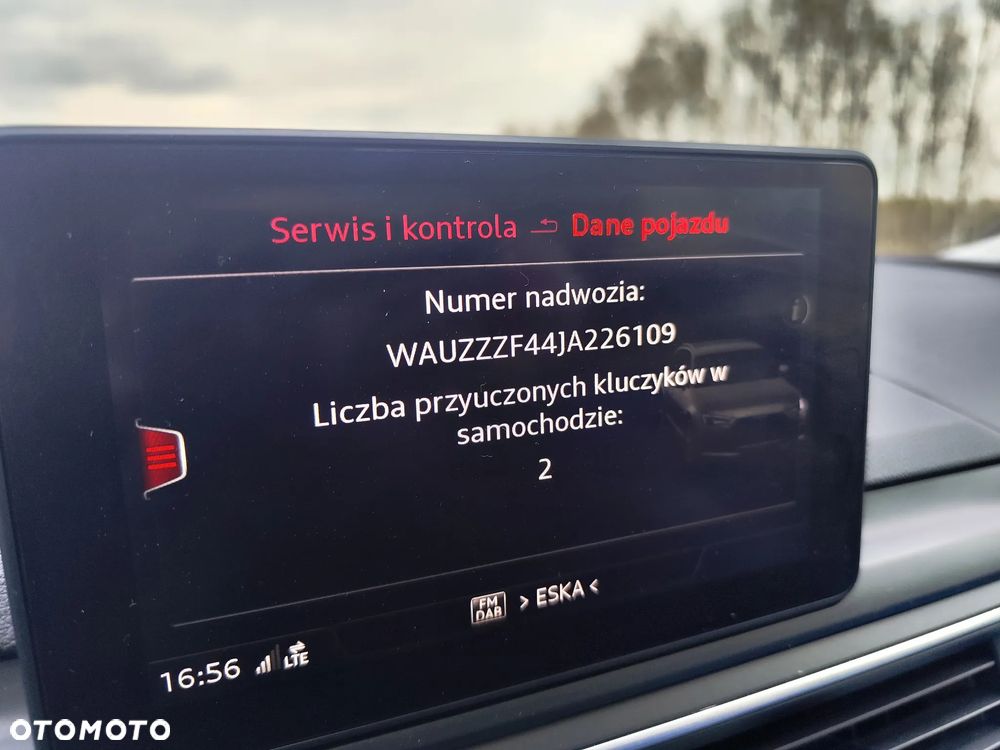 Serwis i kontrola Dane pojazdu
Numer nadwozia:
WAUZZZF44JA226109
Liczba przyuczonych kluczyków w
samochodzie:
2
FM
DAB > ESKA <
16:56 LTE
OTOMOTO